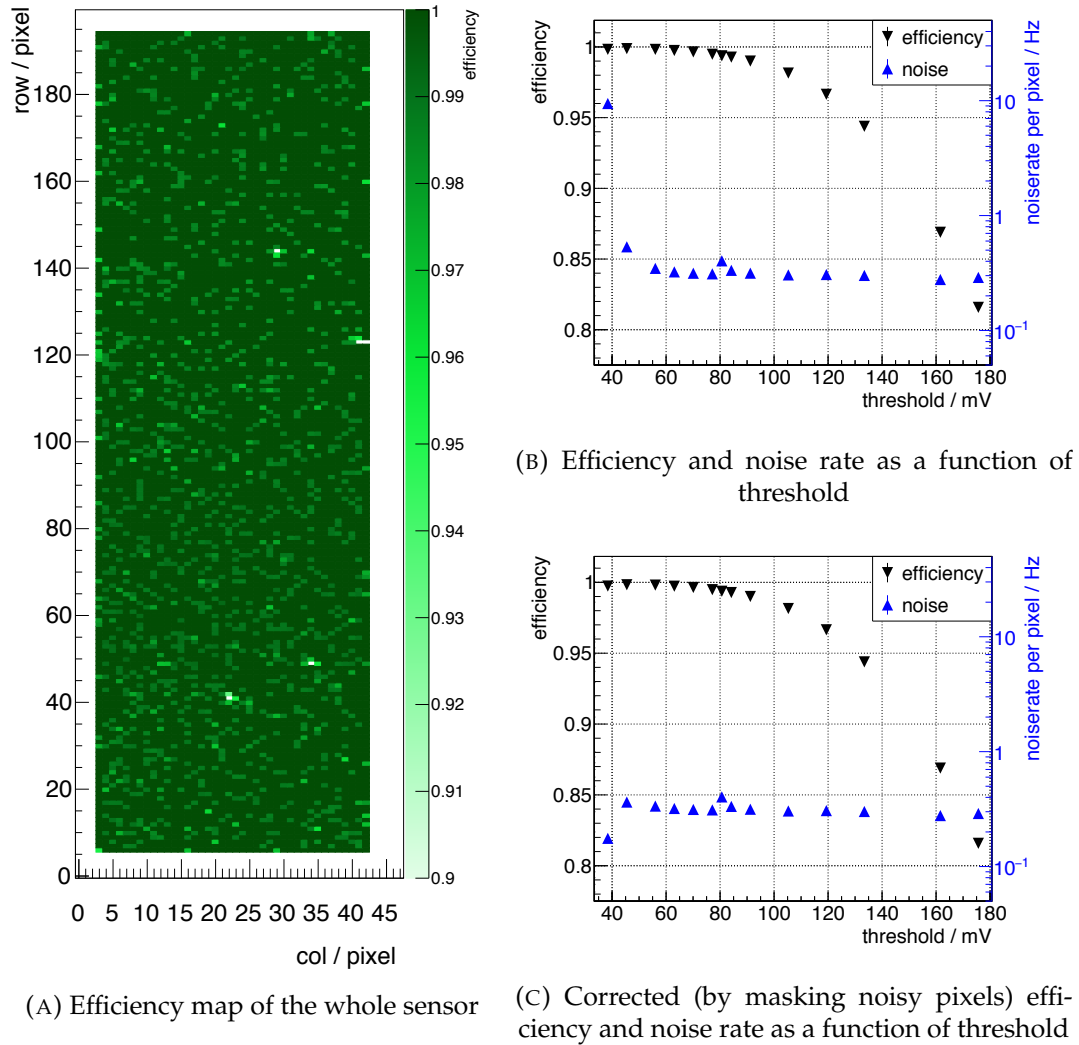 row / pixel
180
160
140
120
100
80
60
40
20
0
0 5 10 15 20 25 30 35 40 45
col / pixel
efficiency
1
0.99
0.98
0.97
0.96
0.95
0.94
0.93
0.92
0.91
0.9
(A) Efficiency map of the whole sensor
efficiency
1
0.95
0.9
0.85
0.8
efficiency
noise
noiserate per pixel / Hz
10
1
10⁻¹
40 60 80 100 120 140 160 180
threshold / mV
(B) Efficiency and noise rate as a function of
threshold
efficiency
1
0.95
0.9
0.85
0.8
efficiency
noise
noiserate per pixel / Hz
10
1
10⁻¹
40 60 80 100 120 140 160 180
threshold / mV
(C) Corrected (by masking noisy pixels) effi-
ciency and noise rate as a function of threshold